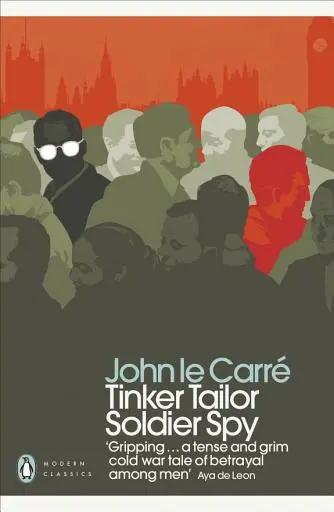 John le Carré
Tinker Tailor
Soldier Spy
‘Gripping ... a tense and grim
cold war tale of betrayal
among men’ Aya de Leon
MODERN
CLASSICS